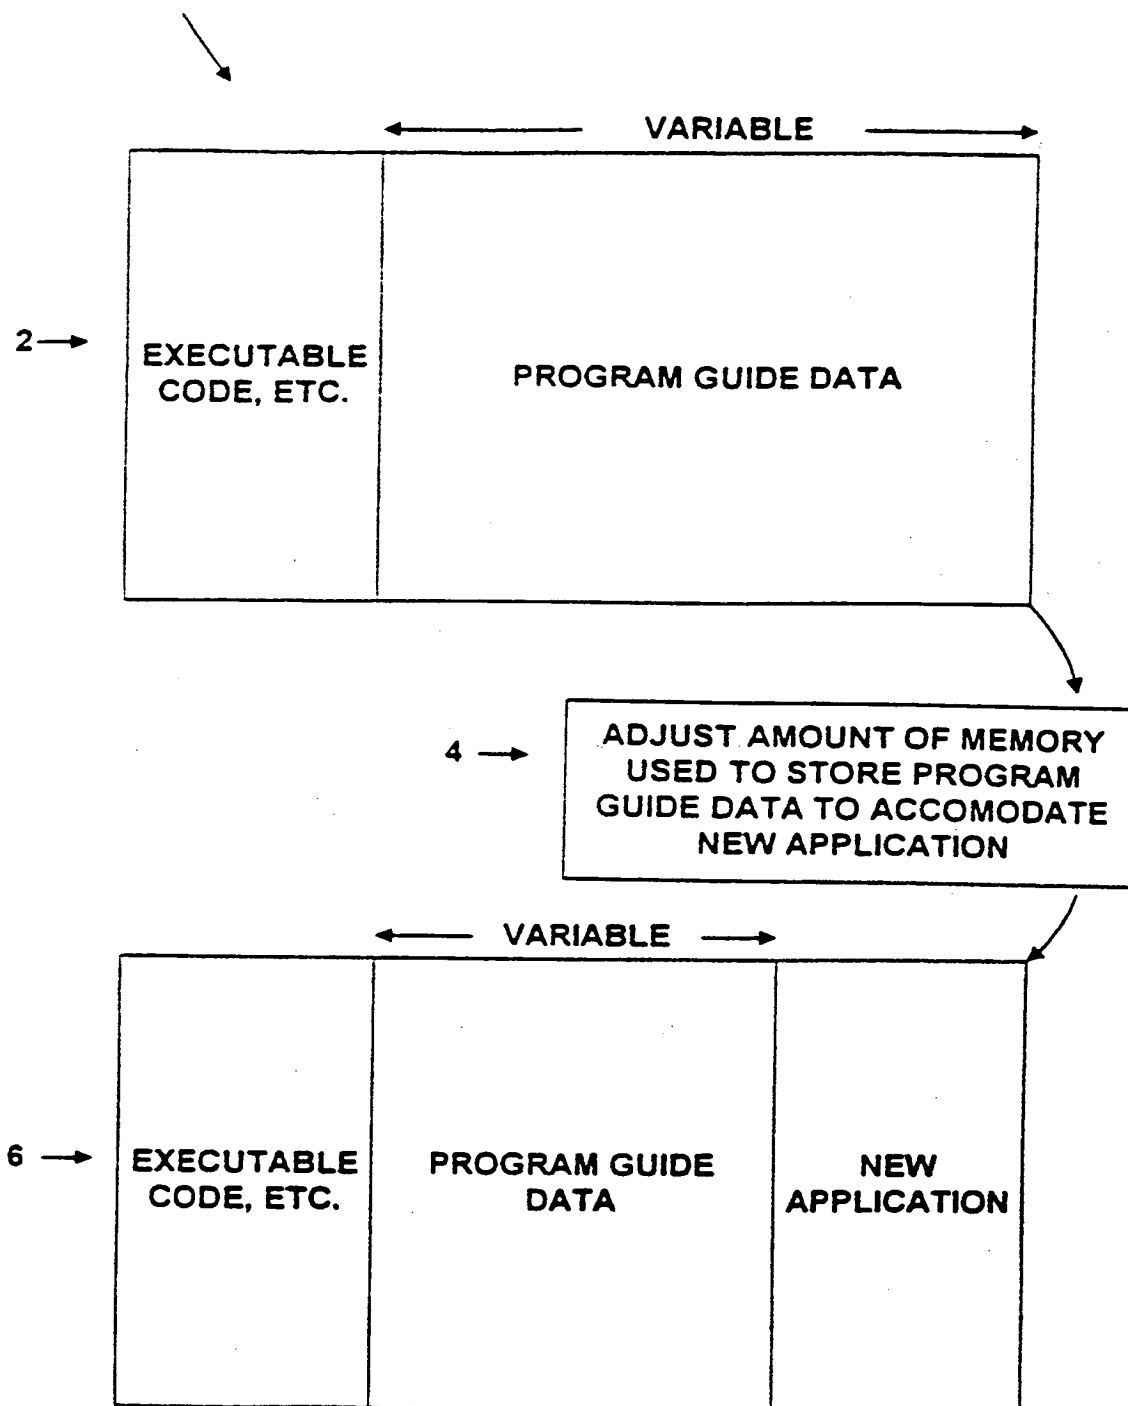 VARIABLE
2
EXECUTABLE
CODE, ETC.
PROGRAM GUIDE DATA
4
ADJUST AMOUNT OF MEMORY
USED TO STORE PROGRAM
GUIDE DATA TO ACCOMODATE
NEW APPLICATION
VARIABLE
6
EXECUTABLE
CODE, ETC.
PROGRAM GUIDE
DATA
NEW
APPLICATION